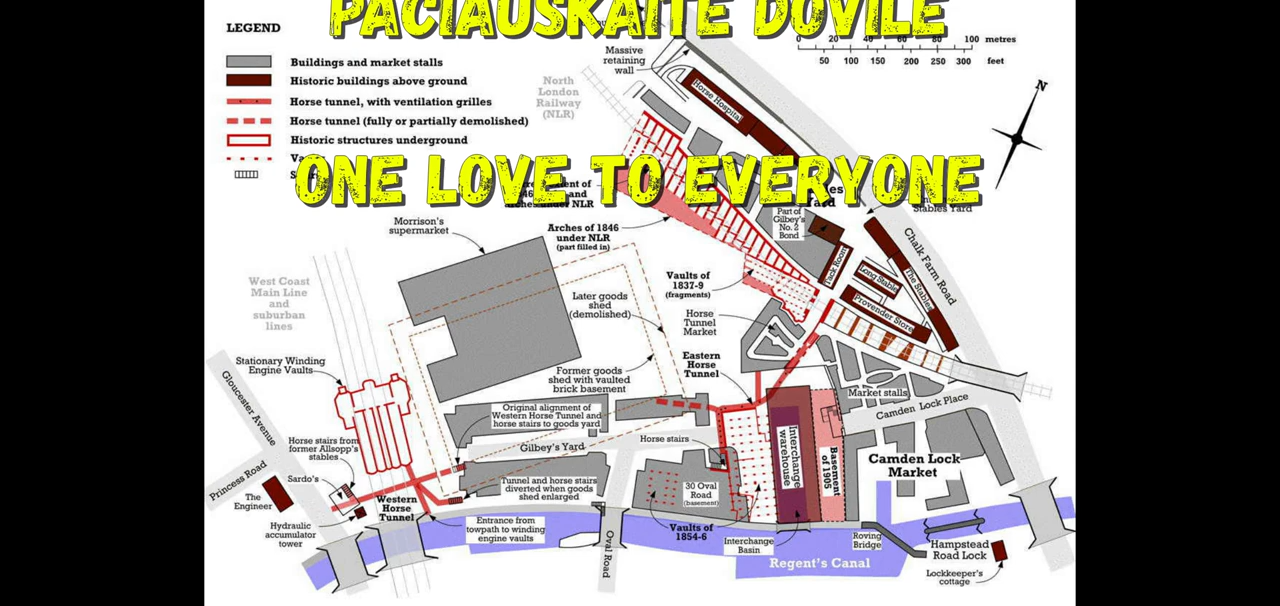 PACIAUSKAITE DOVILE
ONE LOVE TO EVERYONE
LEGEND
Buildings and market stalls
Historic buildings above ground
Horse tunnel, with ventilation grilles
Horse tunnel (fully or partially demolished)
Historic structures underground
20
100 metres
50 100 150 200 250 300 feet
N
Massive
retaining
wall
North
London
Railway
(NLR)
Horse Hospital
and
Stables Yard
Part of
Gilbey's
No. 2
Bond
Tack Room
Long Stable
The Stables
Provender Store
Chalk Farm Road
Morrison's
supermarket
Arches of 1846
under NLR
(part filled in)
Vaults of
1837-9
(fragments)
West Coast
Main Line
and
suburban
lines
Later goods
shed
(demolished)
Horse
Tunnel
Market
Eastern
Horse
Tunnel
Stationary Winding
Engine Vaults
Former goods
shed with vaulted
brick basement
Market stalls
Camden Lock Place
Gloucester Avenue
Original alignment of
Western Horse Tunnel and
horse stairs to goods yard
Gilbey's Yard
Horse stairs
Interchange
warehouse
Basement
of 1905
Camden Lock
Market
Horse stairs from
former Allsopp's
stables
Sardo's
Princess Road
The
Engineer
Western
Horse
Tunnel
Tunnel and horse stairs
diverted when goods
shed enlarged
30 Oval
Road
(basement)
Hydraulic
accumulator
tower
Entrance from
towpath to winding
engine vaults
Oval Road
Vaults of
1854-6
Interchange
Basin
Roving
Bridge
Hampstead
Road Lock
Regent's Canal
Lockkeeper's
cottage